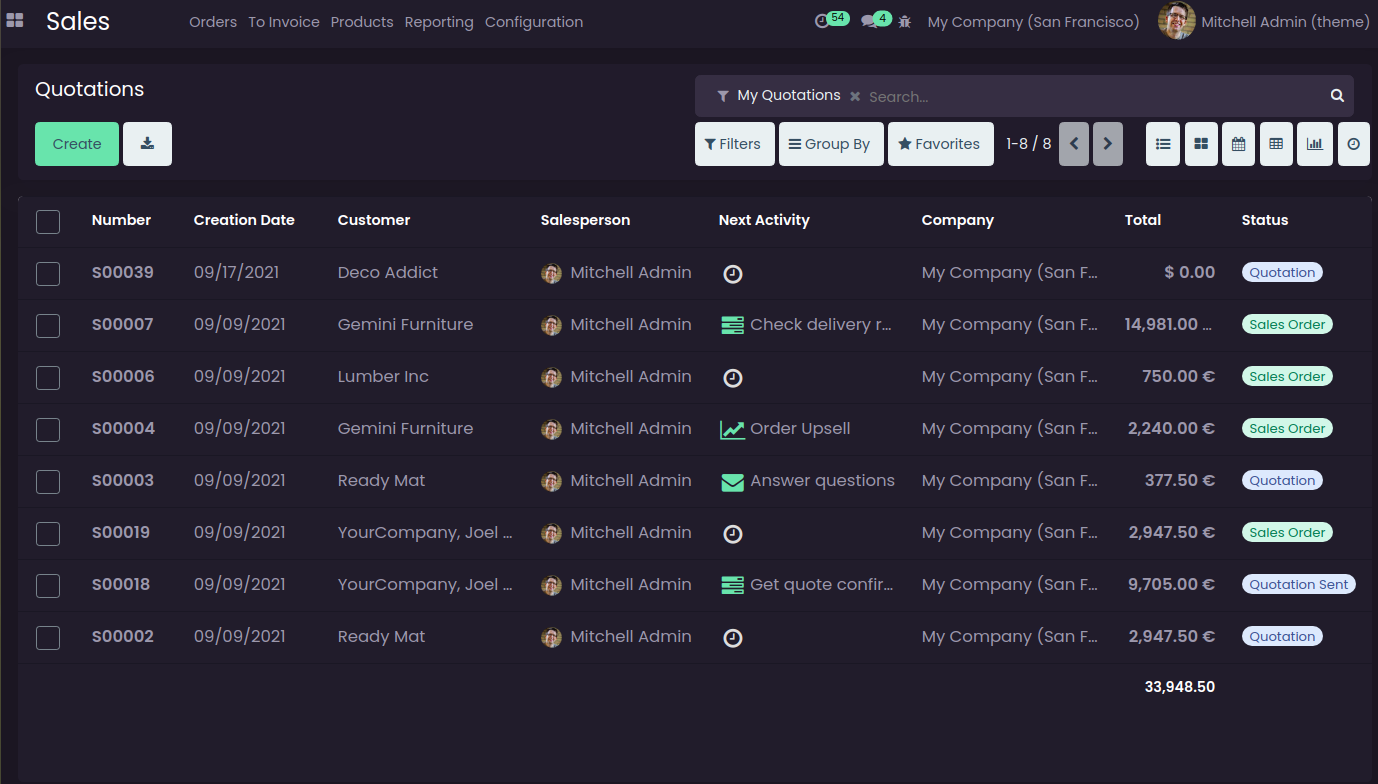 Sales Orders To Invoice Products Reporting Configuration 54 4 My Company (San Francisco) Mitchell Admin (theme)
Quotations My Quotations Search...
Create Filters Group By Favorites 1-8 / 8
Number Creation Date Customer Salesperson Next Activity Company Total Status
S00039 09/17/2021 Deco Addict Mitchell Admin My Company (San F... $ 0.00 Quotation
S00007 09/09/2021 Gemini Furniture Mitchell Admin Check delivery r... My Company (San F... 14,981.00 ... Sales Order
S00006 09/09/2021 Lumber Inc Mitchell Admin My Company (San F... 750.00 € Sales Order
S00004 09/09/2021 Gemini Furniture Mitchell Admin Order Upsell My Company (San F... 2,240.00 € Sales Order
S00003 09/09/2021 Ready Mat Mitchell Admin Answer questions My Company (San F... 377.50 € Quotation
S00019 09/09/2021 YourCompany, Joel ... Mitchell Admin My Company (San F... 2,947.50 € Sales Order
S00018 09/09/2021 YourCompany, Joel ... Mitchell Admin Get quote confir... My Company (San F... 9,705.00 € Quotation Sent
S00002 09/09/2021 Ready Mat Mitchell Admin My Company (San F... 2,947.50 € Quotation
33,948.50